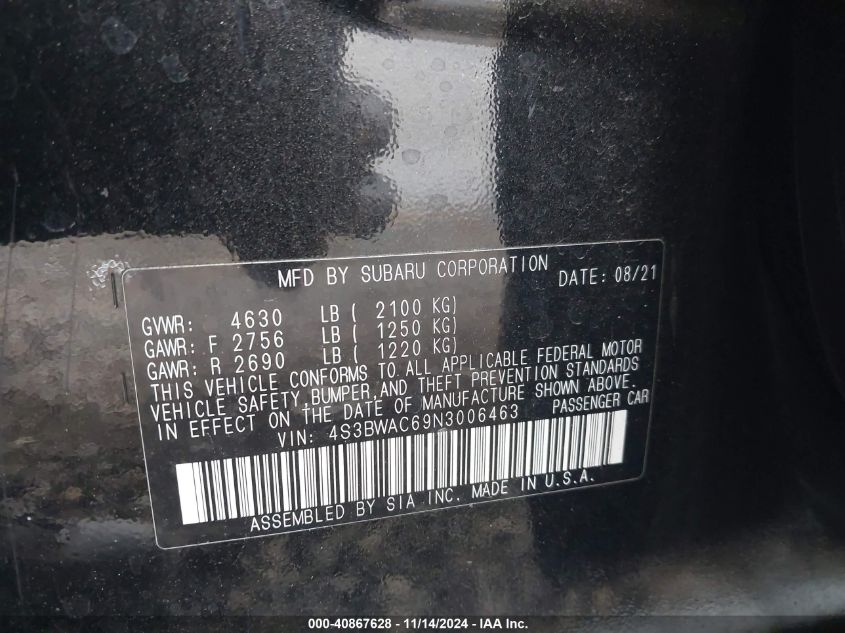 MFD BY SUBARU CORPORATION DATE: 08/21
GVWR: 4630 LB ( 2100 KG)
GAWR: F 2756 LB ( 1250 KG)
GAWR: R 2690 LB ( 1220 KG)
THIS VEHICLE CONFORMS TO ALL APPLICABLE FEDERAL MOTOR
VEHICLE SAFETY,BUMPER,AND THEFT PREVENTION STANDARDS
IN EFFECT ON THE DATE OF MANUFACTURE SHOWN ABOVE.
VIN: 4S3BWAC69N3006463 PASSENGER CAR
ASSEMBLED BY SIA INC. MADE IN U.S.A.
000-40867628 - 11/14/2024 - IAA Inc.